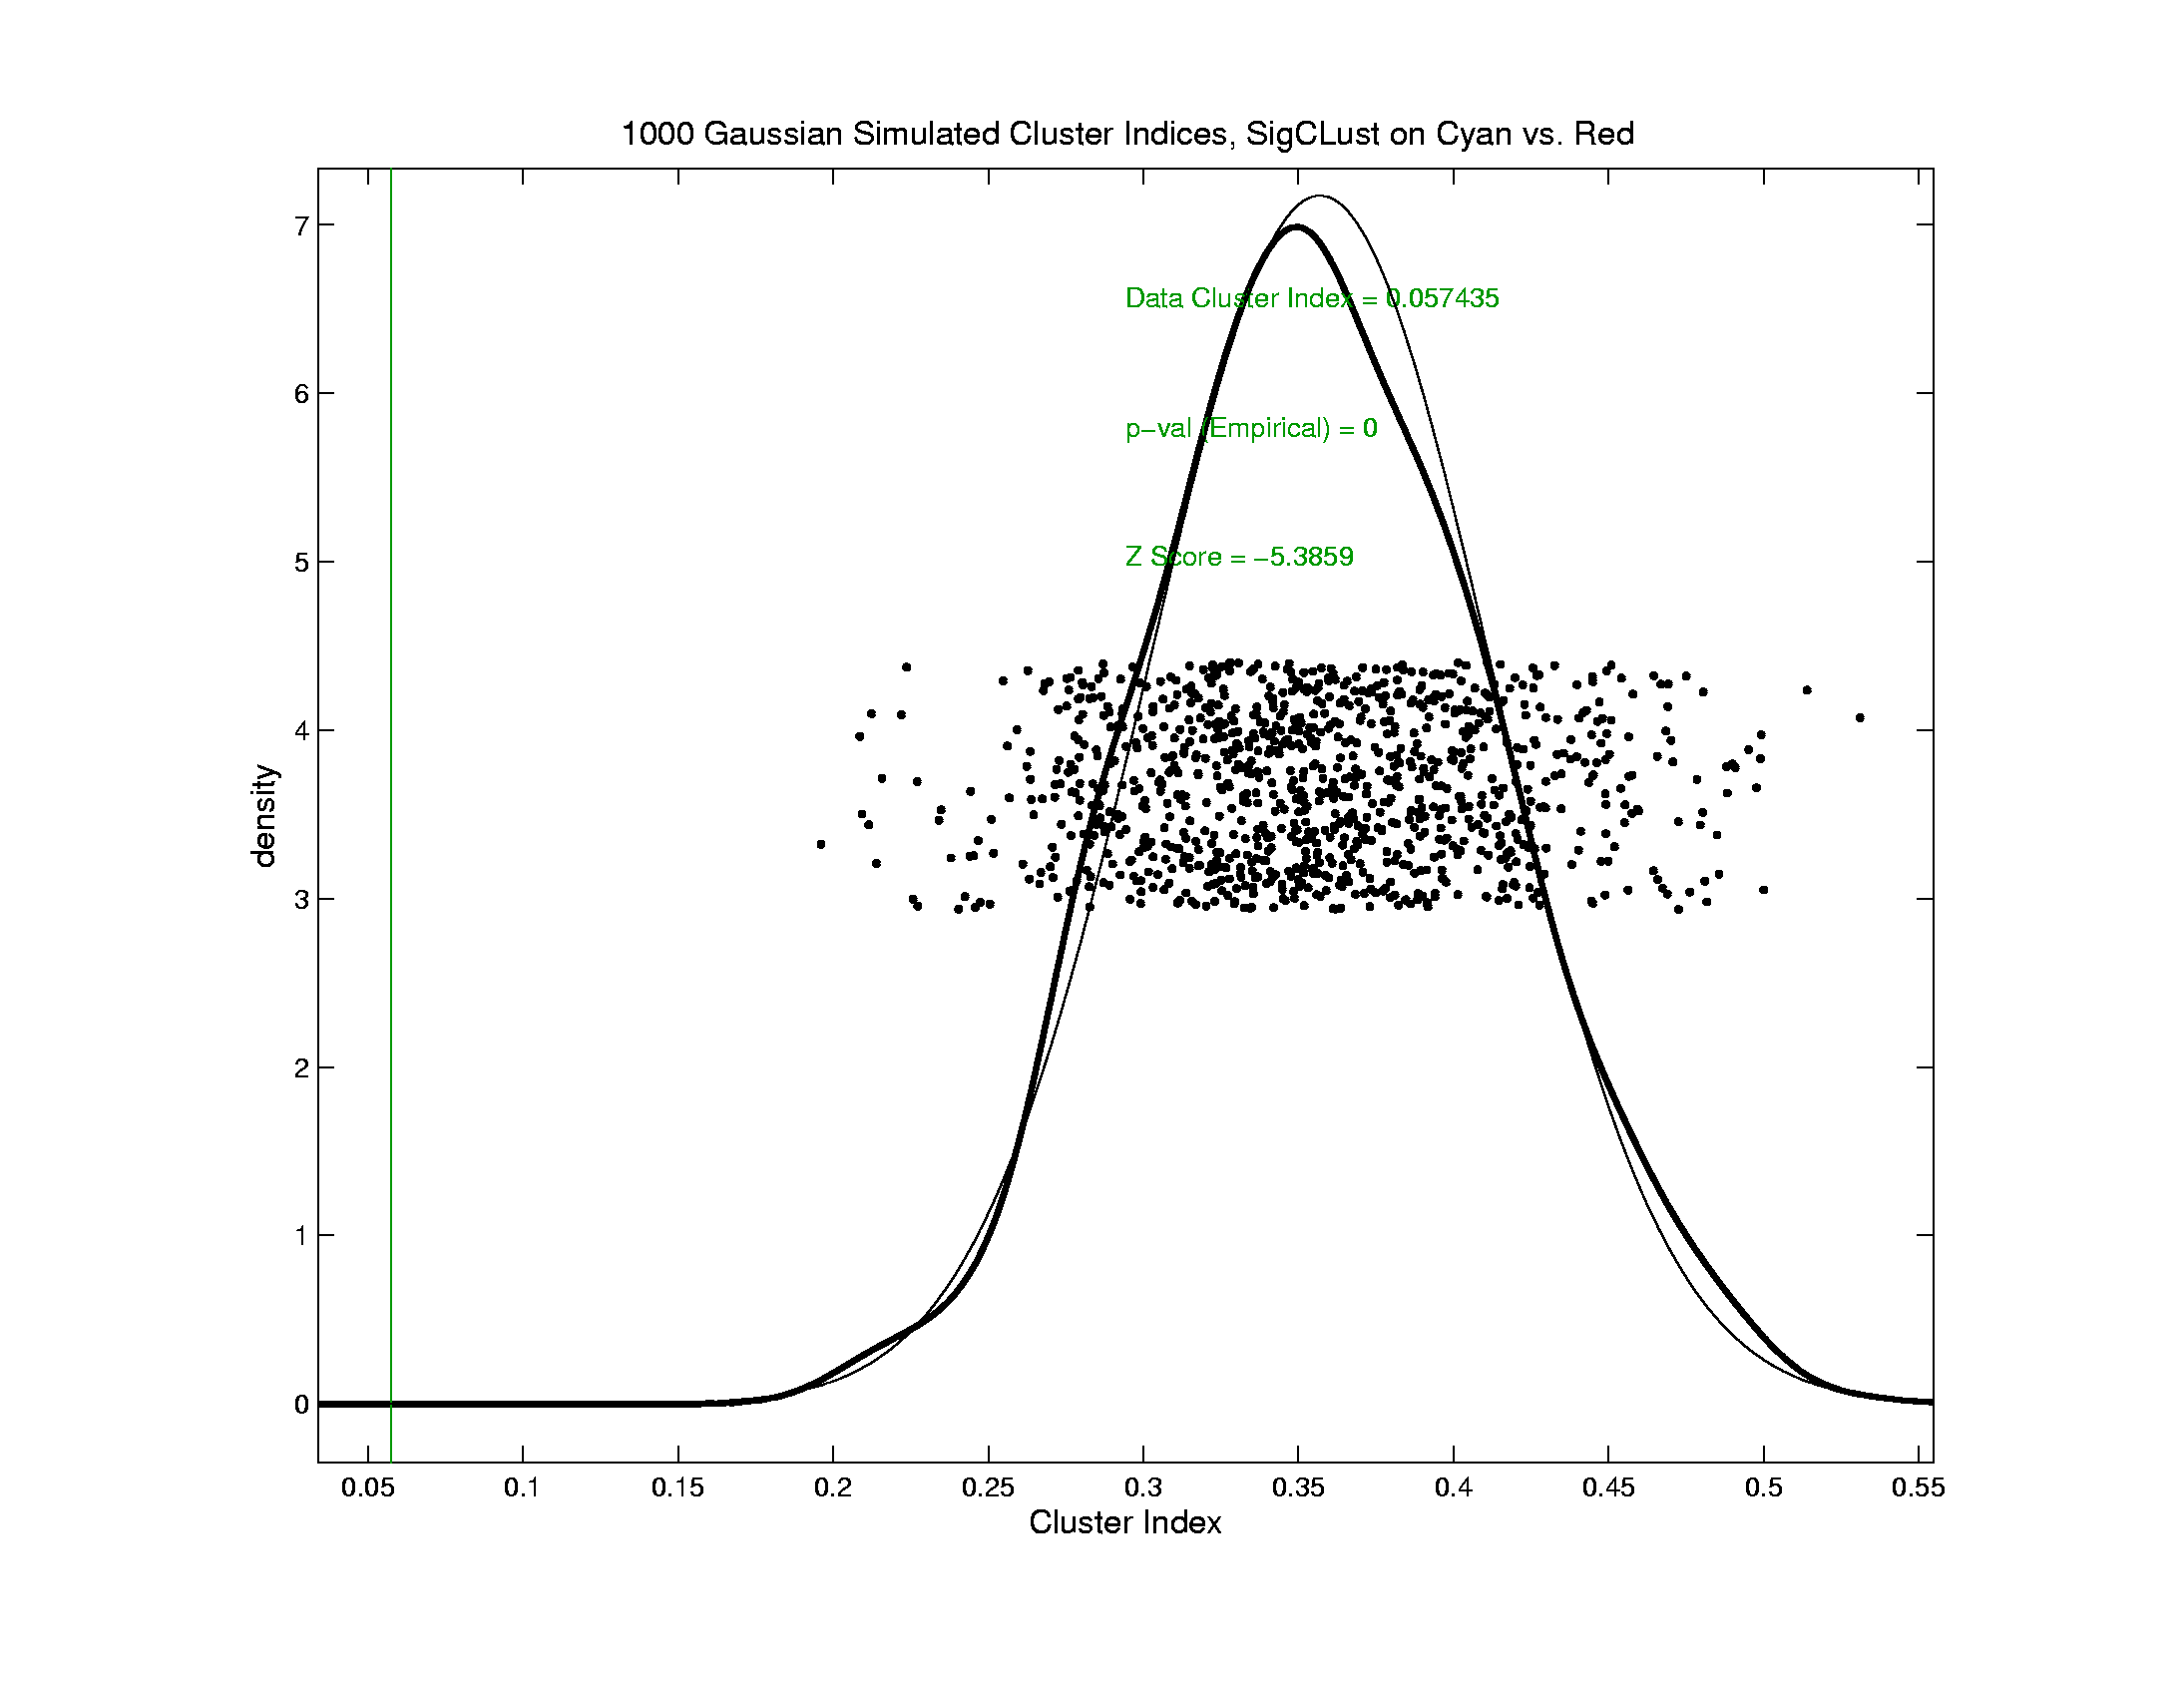 1000 Gaussian Simulated Cluster Indices, SigCLust on Cyan vs. Red
7
Data Cluster Index = 0.057435
6
p-val (Empirical) = 0
5
Z Score = -5.3859
4
density
3
2
1
0
0.05 0.1 0.15 0.2 0.25 0.3 0.35 0.4 0.45 0.5 0.55
Cluster Index